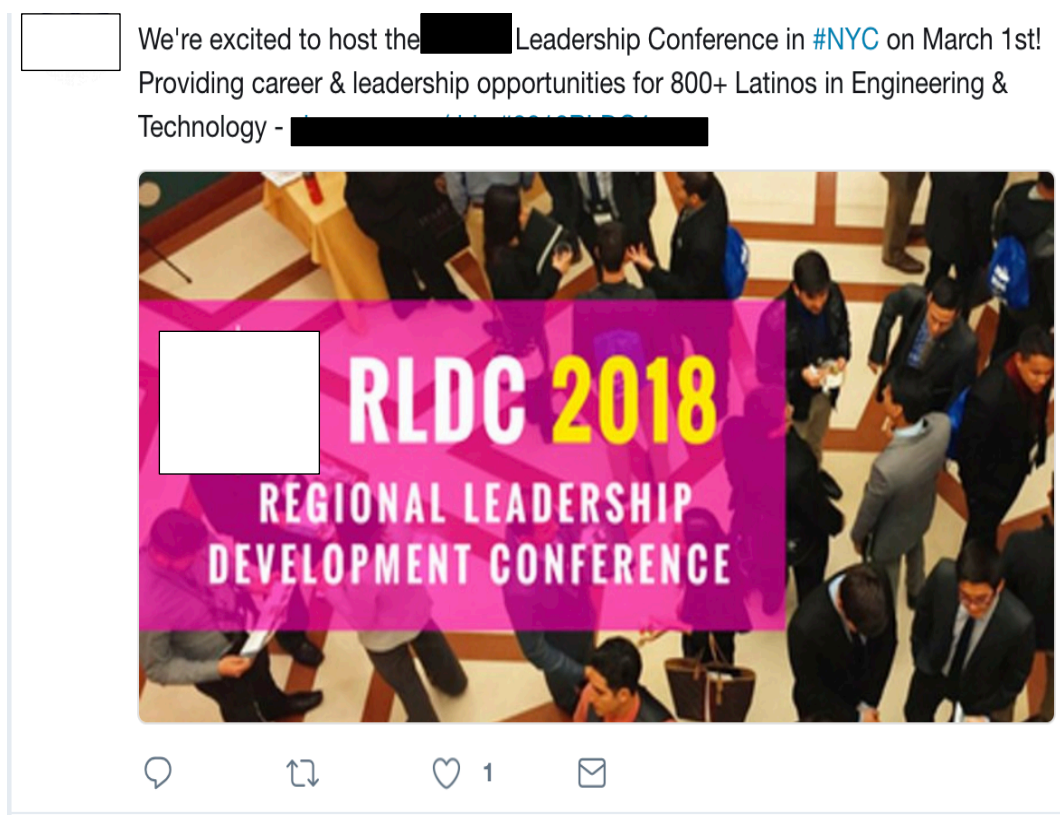 We're excited to host the Leadership Conference in #NYC on March 1st!
Providing career & leadership opportunities for 800+ Latinos in Engineering &
Technology -
RLDC 2018
REGIONAL LEADERSHIP
DEVELOPMENT CONFERENCE
1